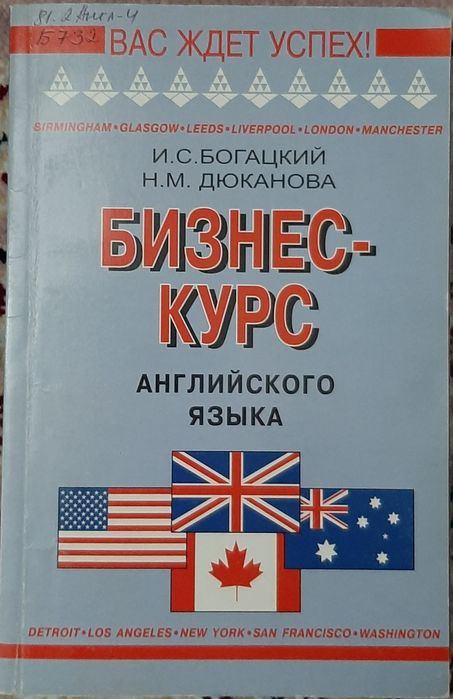 81.2 Англ-4
Б732
ВАС ЖДЕТ УСПЕХ!
BIRMINGHAM•GLASGOW•LEEDS•LIVERPOOL•LONDON•MANCHESTER
И.С.БОГАЦКИЙ
Н.М. ДЮКАНОВА
БИЗНЕС-
КУРС
АНГЛИЙСКОГО
ЯЗЫКА
DETROIT•LOS ANGELES•NEW YORK•SAN FRANCISCO•WASHINGTON